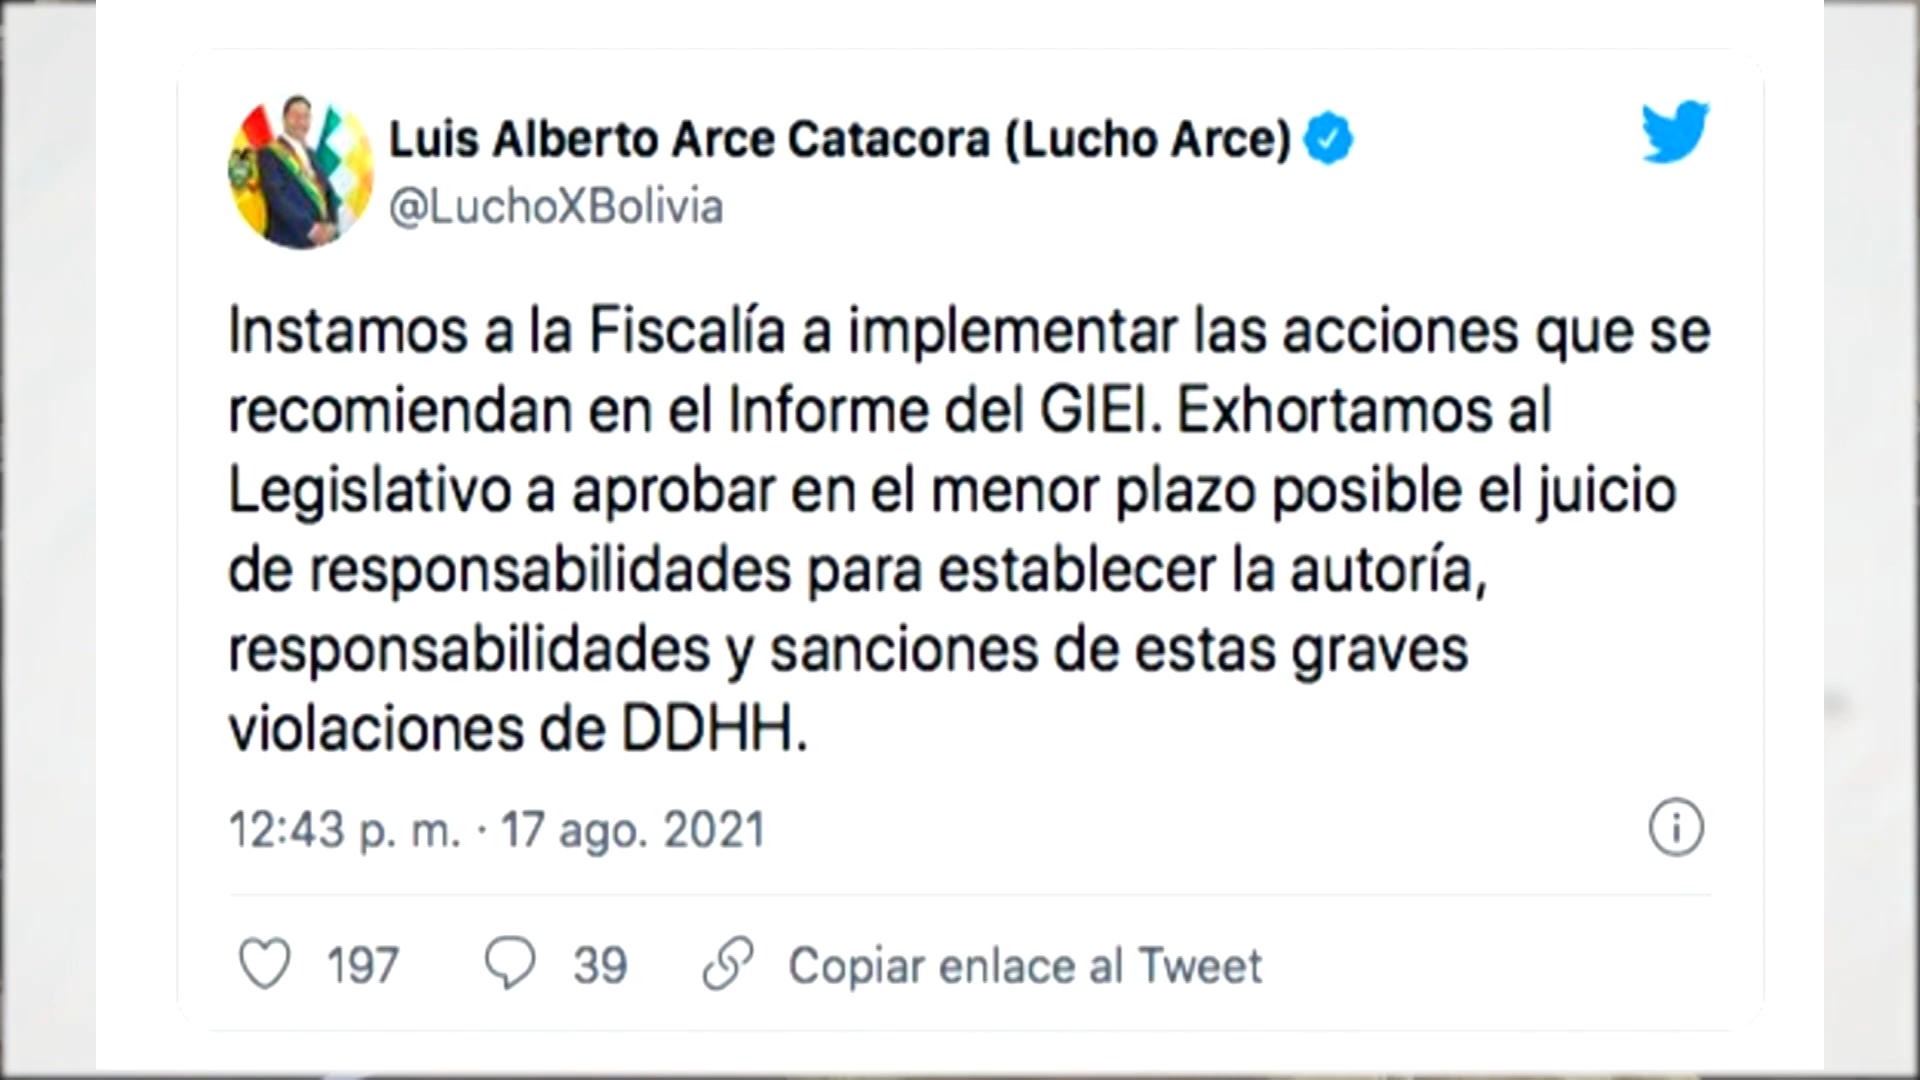 Luis Alberto Arce Catacora (Lucho Arce)
@LuchoXBolivia
Instamos a la Fiscalía a implementar las acciones que se
recomiendan en el Informe del GIEI. Exhortamos al
Legislativo a aprobar en el menor plazo posible el juicio
de responsabilidades para establecer la autoría,
responsabilidades y sanciones de estas graves
violaciones de DDHH.
12:43 p. m. · 17 ago. 2021
197 39 Copiar enlace al Tweet